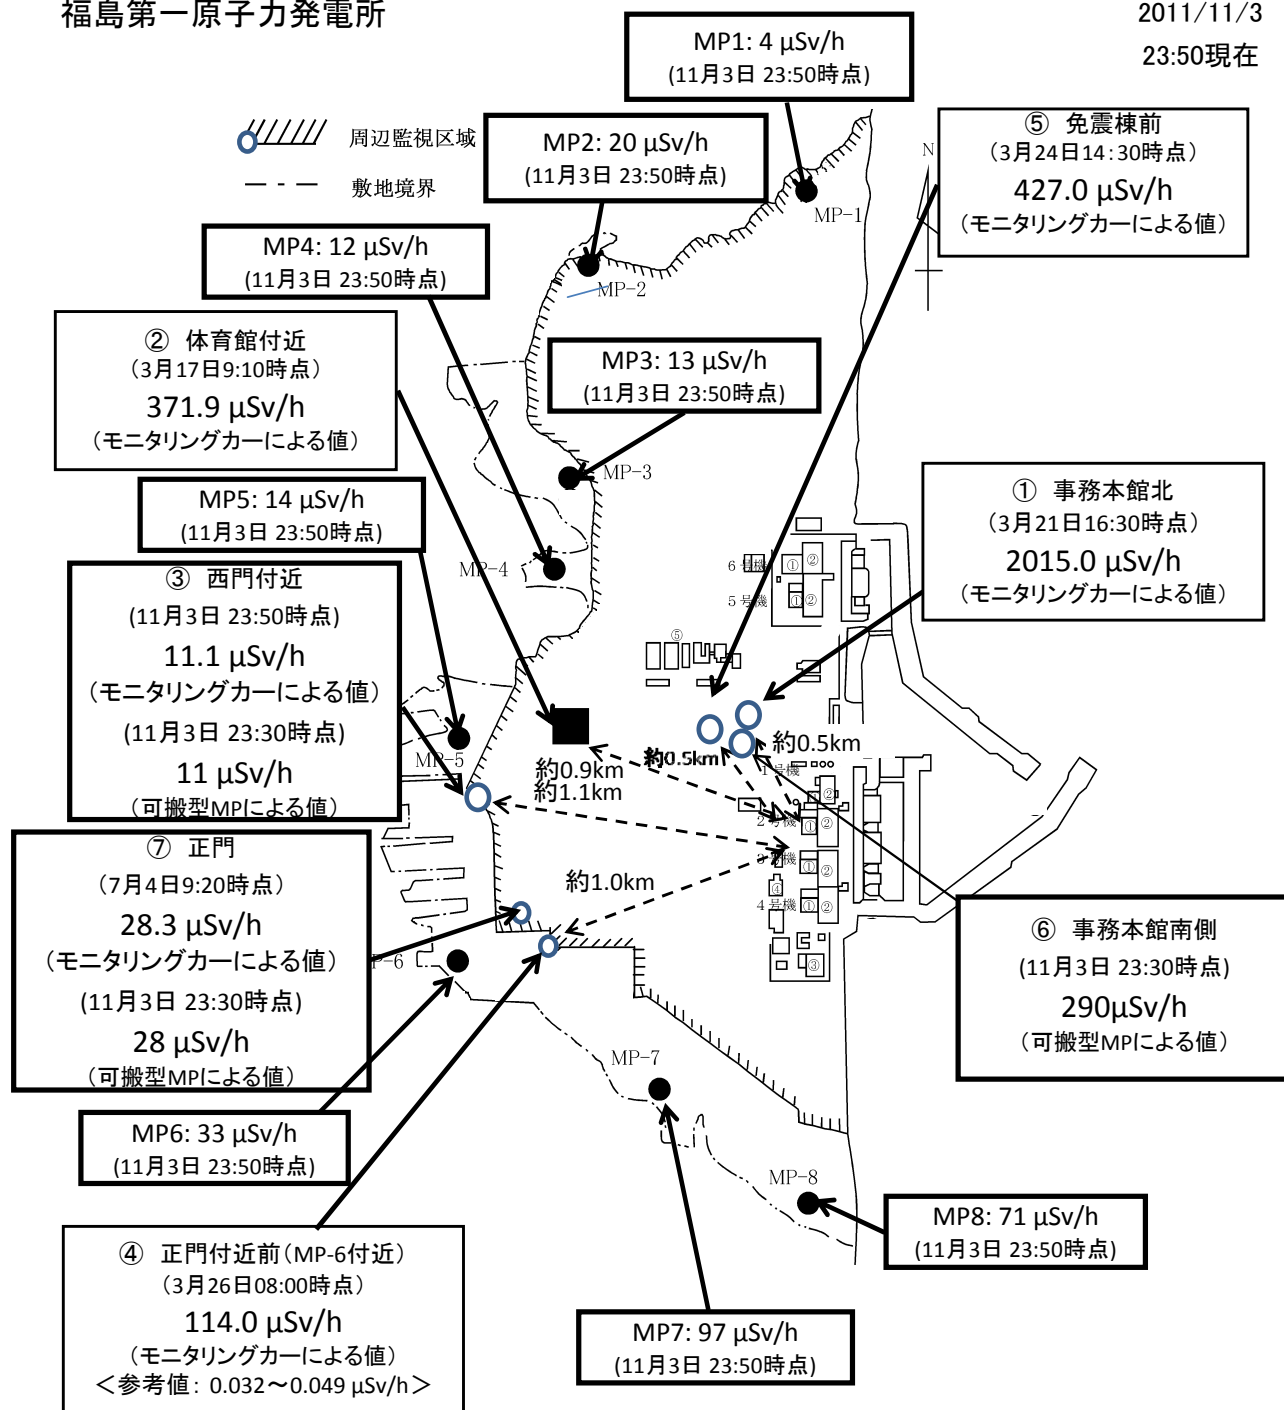 福島第一原子力発電所
2011/11/3
23:50現在
MP1: 4 μSv/h
(11月3日 23:50時点)
周辺監視区域
敷地境界
MP2: 20 μSv/h
(11月3日 23:50時点)
⑤ 免震棟前
(3月24日14:30時点)
427.0 μSv/h
(モニタリングカーによる値)
N
MP-1
MP4: 12 μSv/h
(11月3日 23:50時点)
MP-2
② 体育館付近
(3月17日9:10時点)
371.9 μSv/h
(モニタリングカーによる値)
MP3: 13 μSv/h
(11月3日 23:50時点)
MP-3
MP5: 14 μSv/h
(11月3日 23:50時点)
① 事務本館北
(3月21日16:30時点)
2015.0 μSv/h
(モニタリングカーによる値)
MP-4
6号機
① ②
5号機
① ②
③ 西門付近
(11月3日 23:50時点)
11.1 μSv/h
(モニタリングカーによる値)
(11月3日 23:30時点)
11 μSv/h
(可搬型MPによる値)
⑤
MP-5
約0.9km
約1.1km
約0.5km
約0.5km
1号機
① ②
2号機
① ②
3号機
① ②
④
4号機
① ②
③
約1.0km
⑦ 正門
(7月4日9:20時点)
28.3 μSv/h
(モニタリングカーによる値)
(11月3日 23:30時点)
28 μSv/h
(可搬型MPによる値)
P-6
⑥ 事務本館南側
(11月3日 23:30時点)
290μSv/h
(可搬型MPによる値)
MP-7
MP6: 33 μSv/h
(11月3日 23:50時点)
MP-8
MP8: 71 μSv/h
(11月3日 23:50時点)
④ 正門付近前(MP-6付近)
(3月26日08:00時点)
114.0 μSv/h
(モニタリングカーによる値)
<参考値: 0.032～0.049 μSv/h>
MP7: 97 μSv/h
(11月3日 23:50時点)